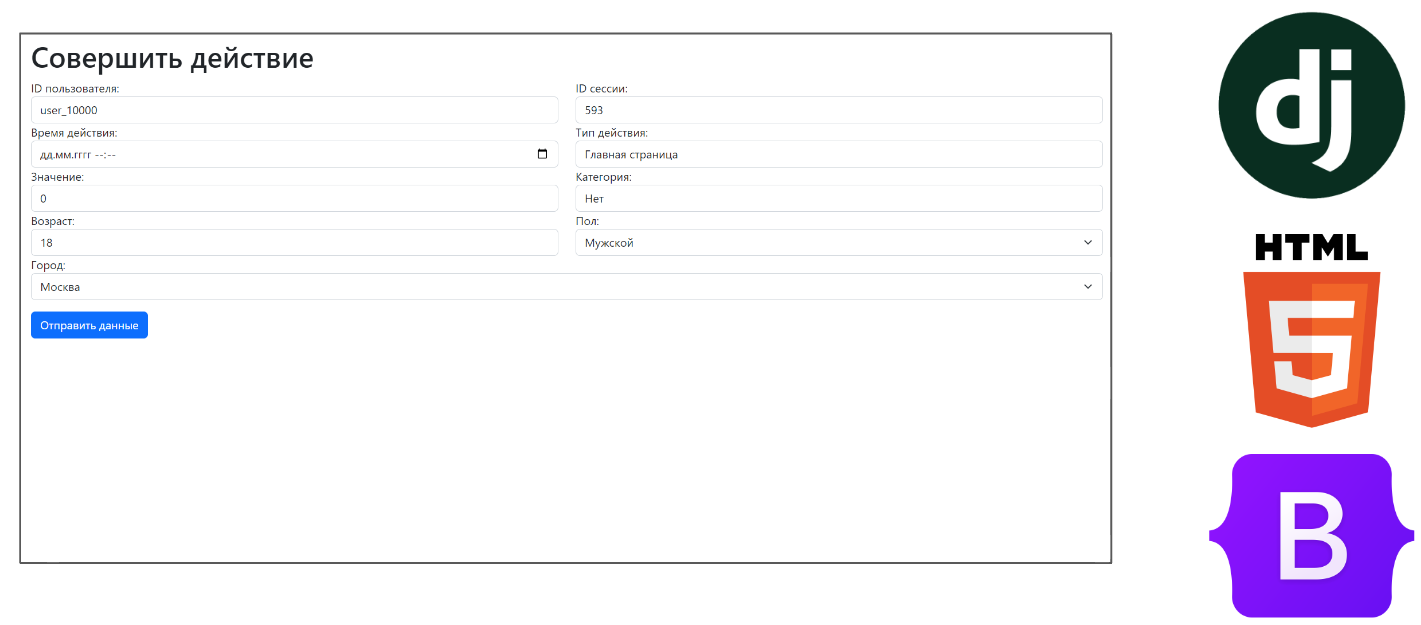 Совершить действие
ID пользователя:
ID сессии:
user_10000
593
Время действия:
Тип действия:
дд.мм.гггг --:--
Главная страница
Значение:
Категория:
0
Нет
Возраст:
Пол:
18
Мужской
Город:
Москва
Отправить данные
dj
HTML
5
B